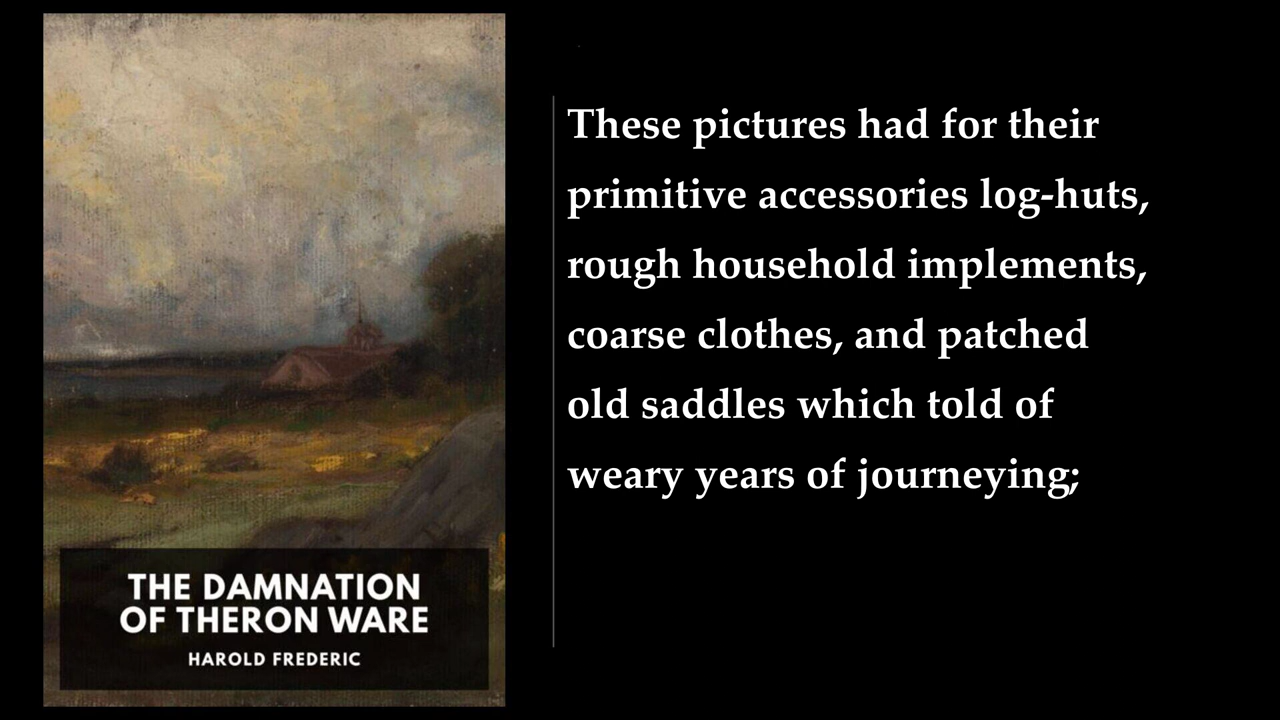 These pictures had for their
primitive accessories log-huts,
rough household implements,
coarse clothes, and patched
old saddles which told of
weary years of journeying;
THE DAMNATION
OF THERON WARE
HAROLD FREDERIC